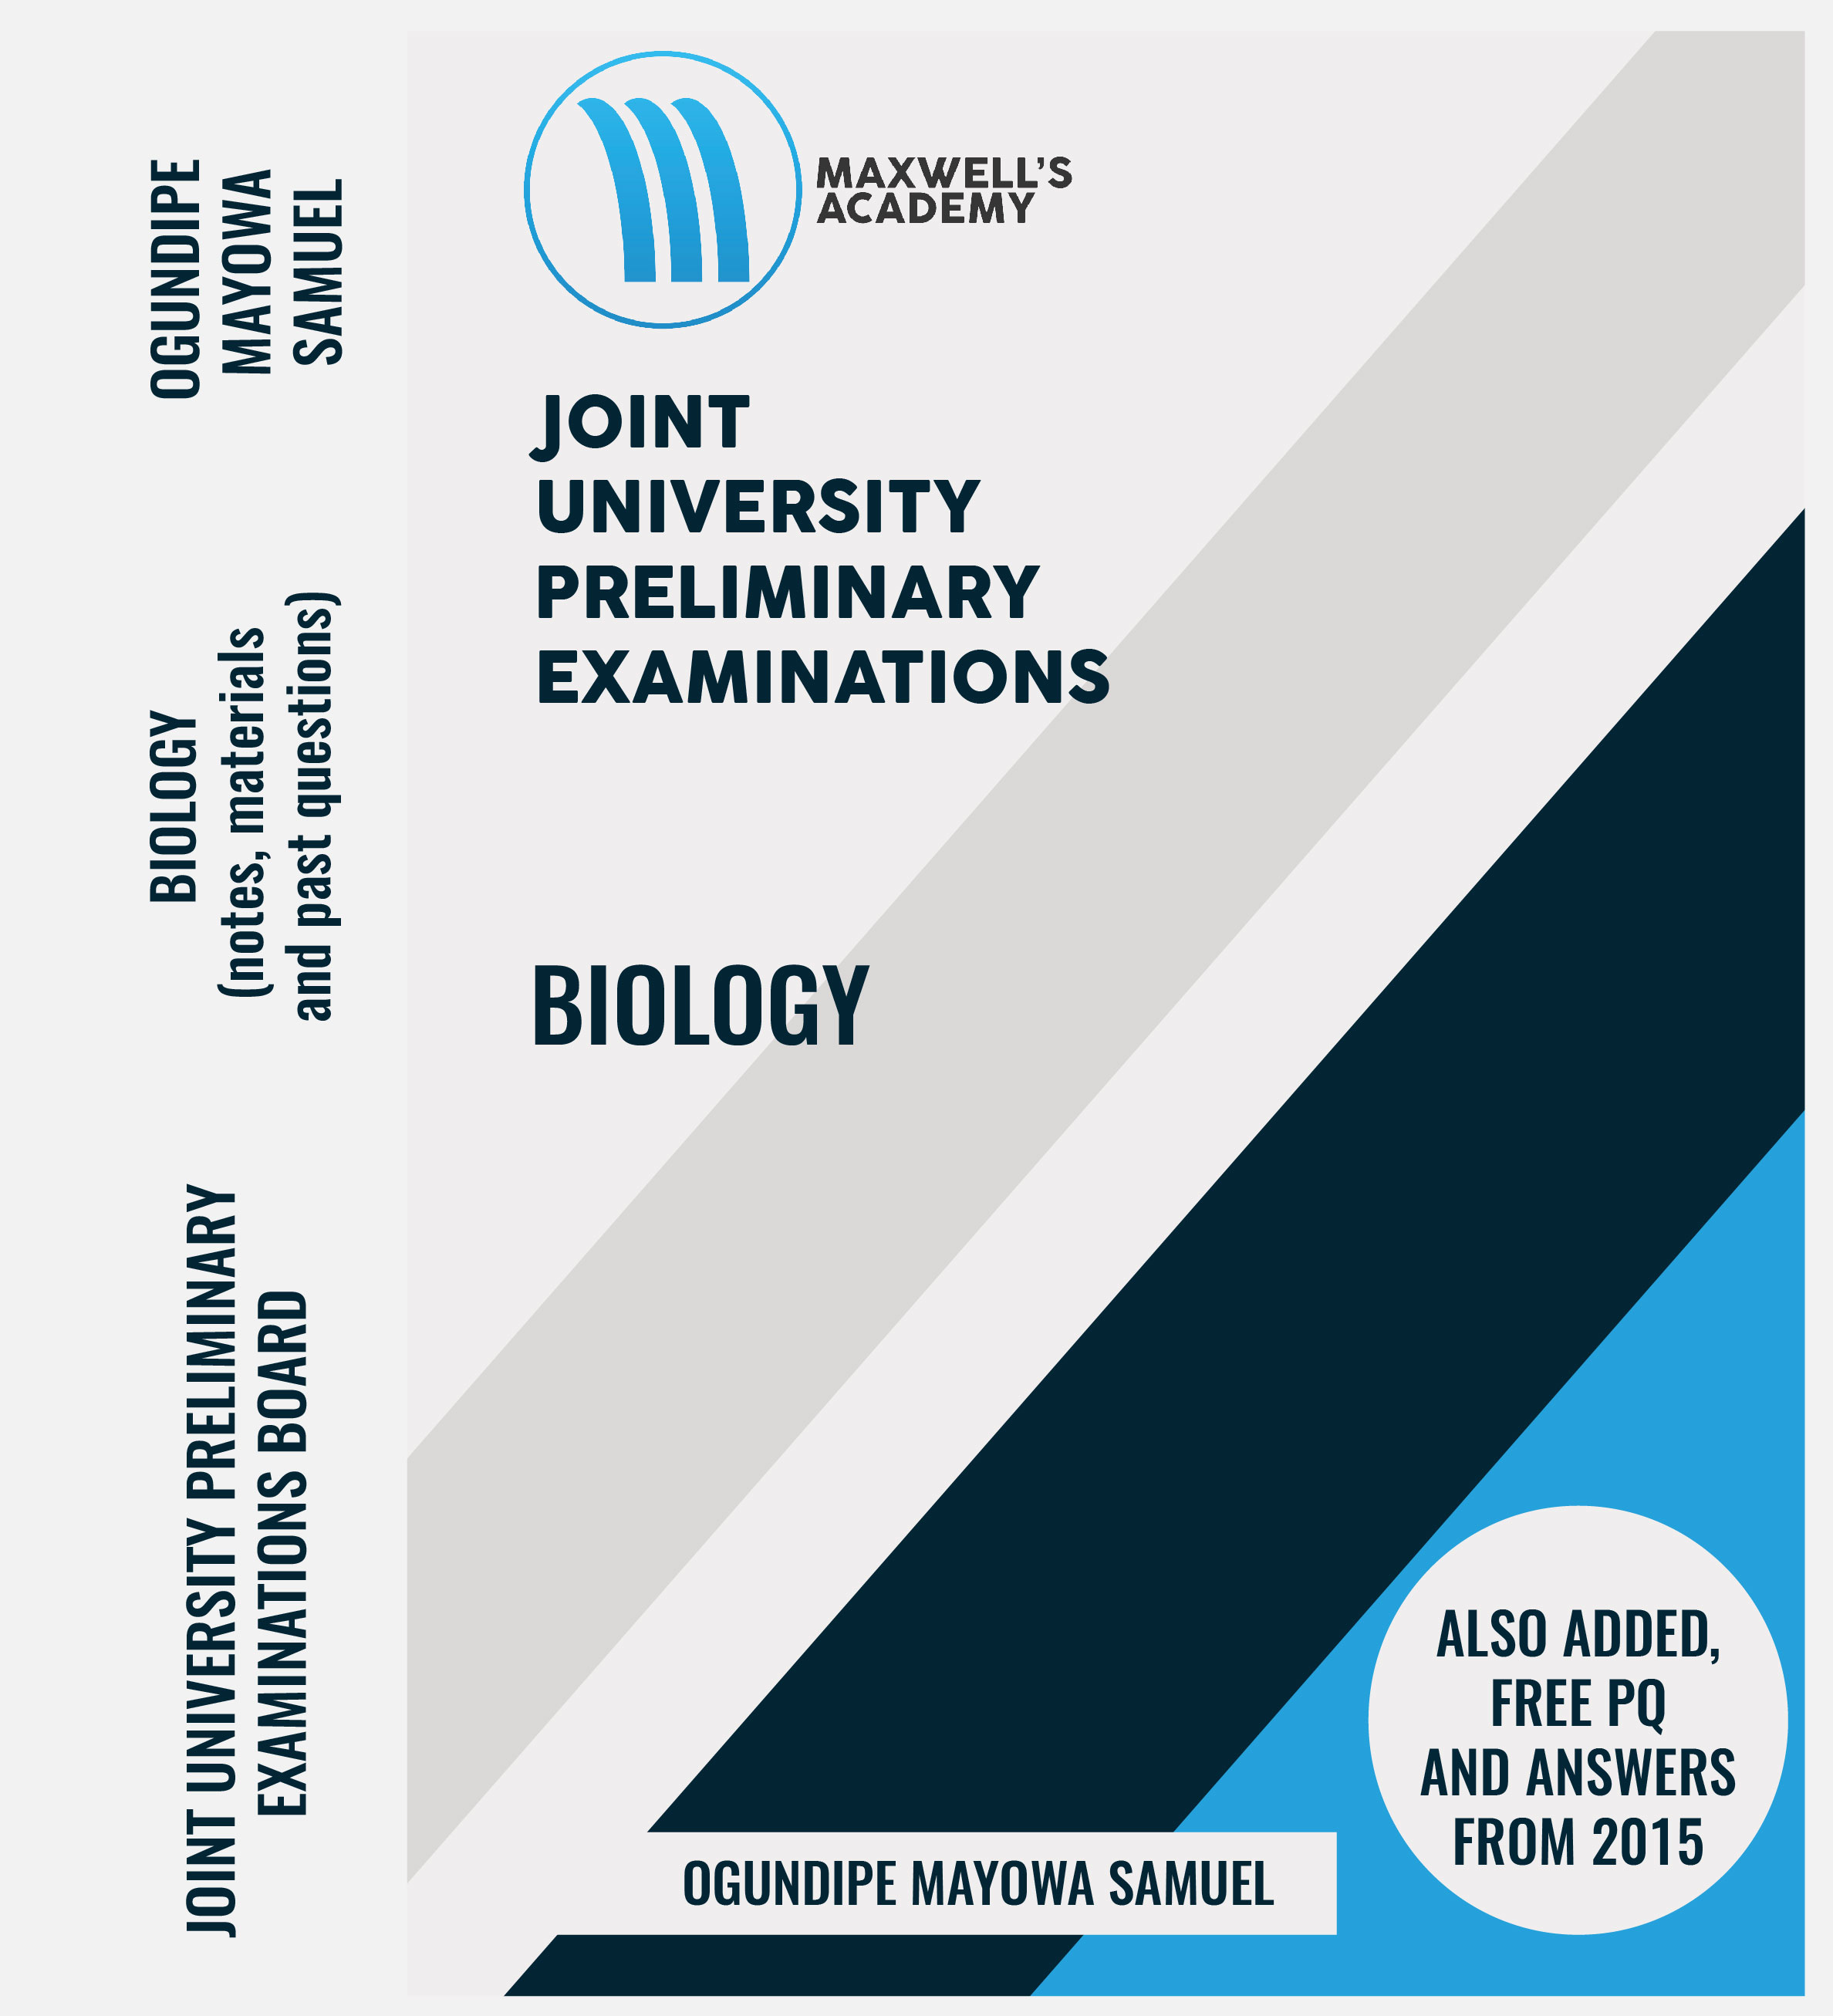 OGUNDIPE
MAYOWA
SAMUEL
BIOLOGY
(notes, materials
and past questions)
JOINT UNIVERSITY PRELIMINARY
EXAMINATIONS BOARD
MAXWELL'S
ACADEMY
JOINT
UNIVERSITY
PRELIMINARY
EXAMINATIONS
BIOLOGY
ALSO ADDED,
FREE PQ
AND ANSWERS
FROM 2015
OGUNDIPE MAYOWA SAMUEL